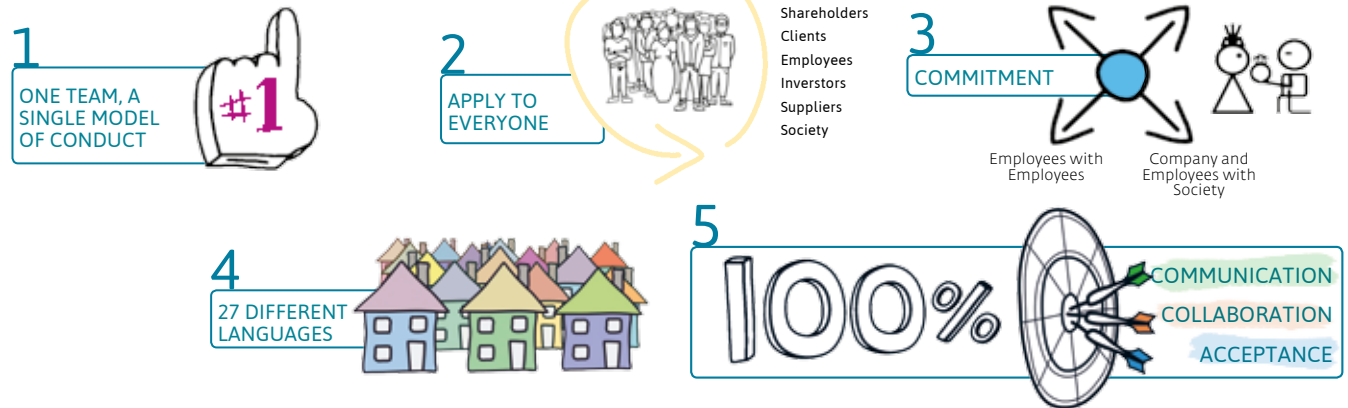 1
ONE TEAM, A
SINGLE MODEL
OF CONDUCT
#1
2
APPLY TO
EVERYONE
Shareholders
Clients
Employees
Inverstors
Suppliers
Society
3
COMMITMENT
Employees with
Employees
Company and
Employees with
Society
4
27 DIFFERENT
LANGUAGES
5
100%
COMMUNICATION
COLLABORATION
ACCEPTANCE